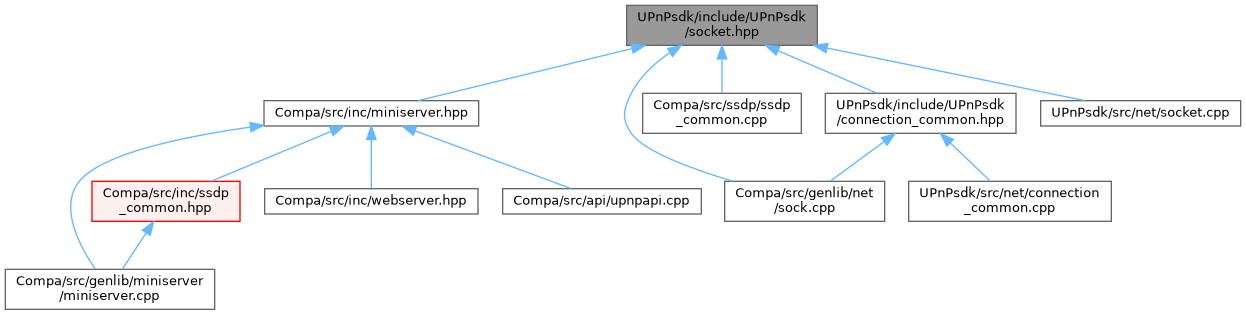 UPnPsdk/include/UPnPsdk
/socket.hpp
Compa/src/inc/miniserver.hpp
Compa/src/ssdp/ssdp
_common.cpp
UPnPsdk/include/UPnPsdk
/connection_common.hpp
UPnPsdk/src/net/socket.cpp
Compa/src/inc/ssdp
_common.hpp
Compa/src/inc/webserver.hpp
Compa/src/api/upnpapi.cpp
Compa/src/genlib/net
/sock.cpp
UPnPsdk/src/net/connection
_common.cpp
Compa/src/genlib/miniserver
/miniserver.cpp